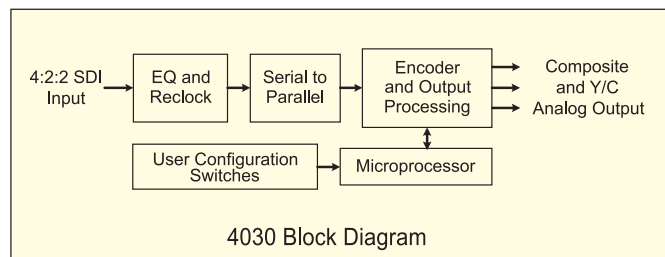 4:2:2 SDI
Input
EQ and
Reclock
Serial to
Parallel
Encoder
and Output
Processing
Composite
and Y/C
Analog Output
User Configuration
Switches
Microprocessor
4030 Block Diagram